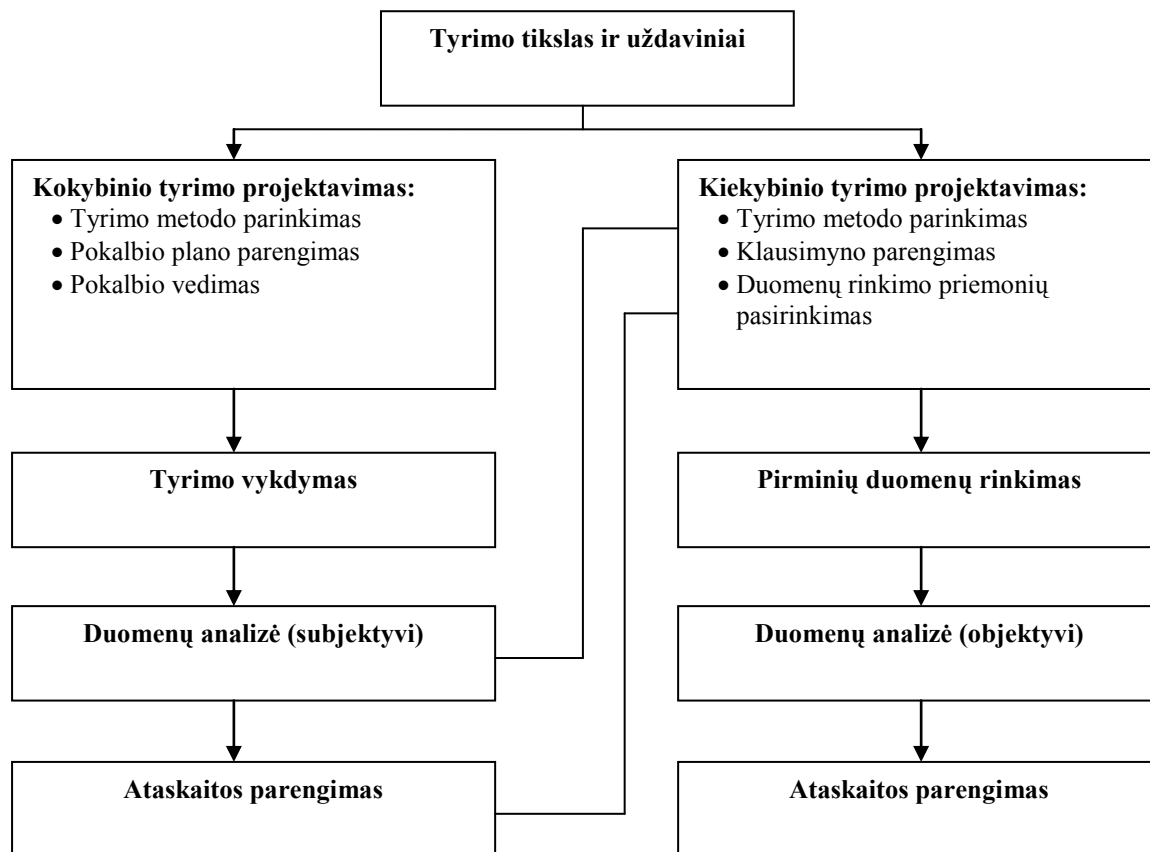 Tyrimo tikslas ir uždaviniai
Kokybinio tyrimo projektavimas:
• Tyrimo metodo parinkimas
• Pokalbio plano parengimas
• Pokalbio vedimas
Kiekybinio tyrimo projektavimas:
• Tyrimo metodo parinkimas
• Klausimyno parengimas
• Duomenų rinkimo priemonių
pasirinkimas
Tyrimo vykdymas
Pirminių duomenų rinkimas
Duomenų analizė (subjektyvi)
Duomenų analizė (objektyvi)
Ataskaitos parengimas
Ataskaitos parengimas